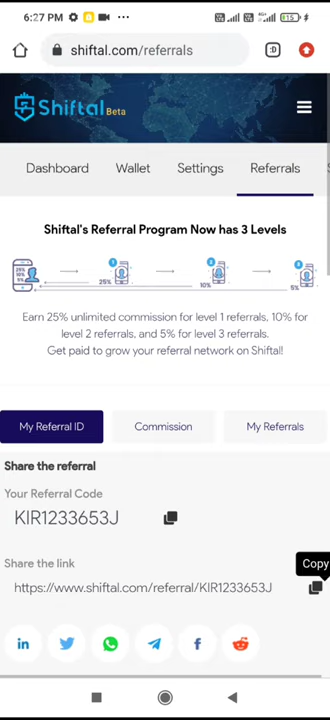 6:27 PM
shiftal.com/referrals
:D
Shiftal Beta
Dashboard Wallet Settings Referrals
Shiftal's Referral Program Now has 3 Levels
25% 10% 5%
Earn 25% unlimited commission for level 1 referrals, 10% for
level 2 referrals, and 5% for level 3 referrals.
Get paid to grow your referral network on Shiftal!
My Referral ID Commission My Referrals
Share the referral
Your Referral Code
KIR1233653J
Share the link
Copy
https://www.shiftal.com/referral/KIR1233653J